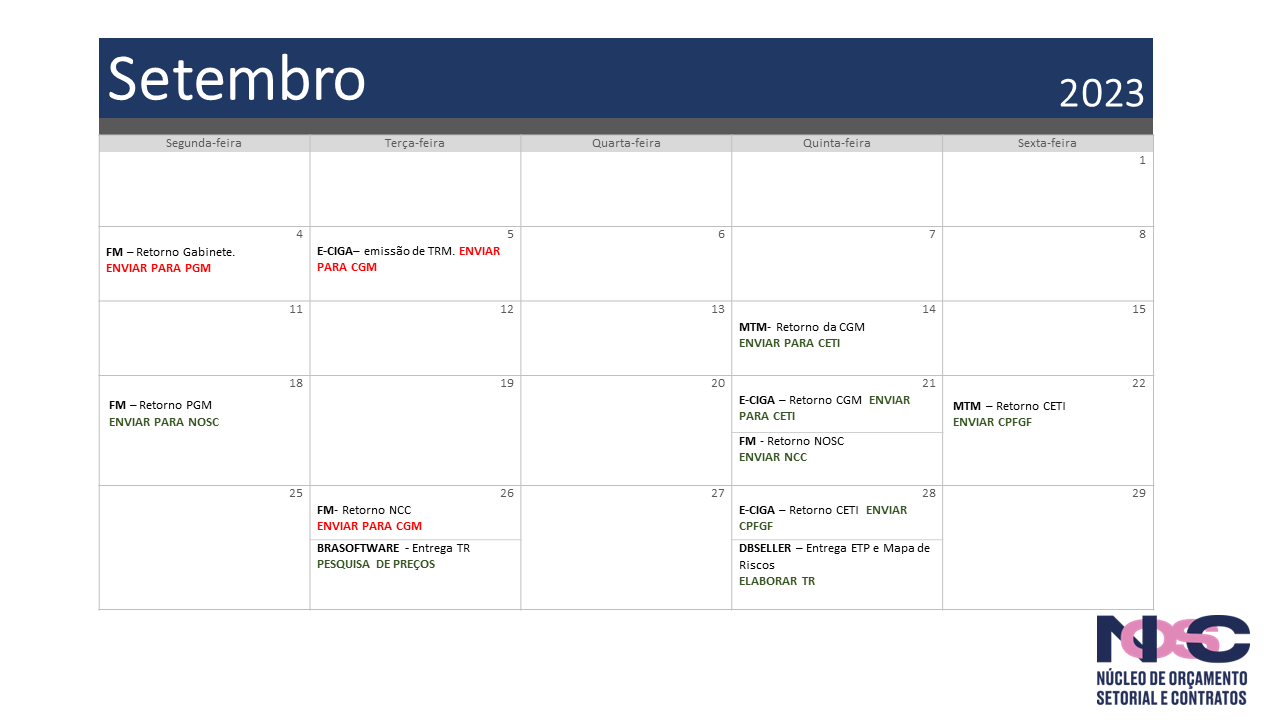 Setembro
2023
Segunda-feira
Terça-feira
Quarta-feira
Quinta-feira
Sexta-feira
1
4
FM – Retorno Gabinete.
ENVIAR PARA PGM
5
E-CIGA– emissão de TRM. ENVIAR
PARA CGM
6
7
8
11
12
13
14
MTM- Retorno da CGM
ENVIAR PARA CETI
15
18
FM – Retorno PGM
ENVIAR PARA NOSC
19
20
21
E-CIGA – Retorno CGM ENVIAR
PARA CETI
FM - Retorno NOSC
ENVIAR NCC
22
MTM – Retorno CETI
ENVIAR CPFGF
25
26
FM- Retorno NCC
ENVIAR PARA CGM
BRASOFTWARE - Entrega TR
PESQUISA DE PREÇOS
27
28
E-CIGA – Retorno CETI ENVIAR
CPFGF
DBSELLER – Entrega ETP e Mapa de
Riscos
ELABORAR TR
29
NOSC
NÚCLEO DE ORÇAMENTO
SETORIAL E CONTRATOS